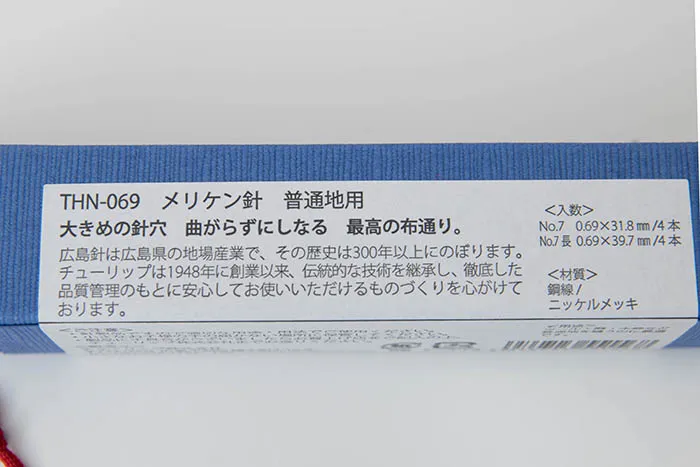 THN-069 メリケン針 普通地用
大きめの針穴 曲がらずにしなる 最高の布通り。
広島針は広島県の地場産業で、その歴史は300年以上にのぼります。
チューリップは1948年に創業以来、伝統的な技術を継承し、徹底した
品質管理のもとに安心してお使いいただけるものづくりを心がけて
おります。
<入数>
No.7 0.69×31.8㎜/4本
No.7長 0.69×39.7㎜/4本
<材質>
鋼線/
ニッケルメッキ